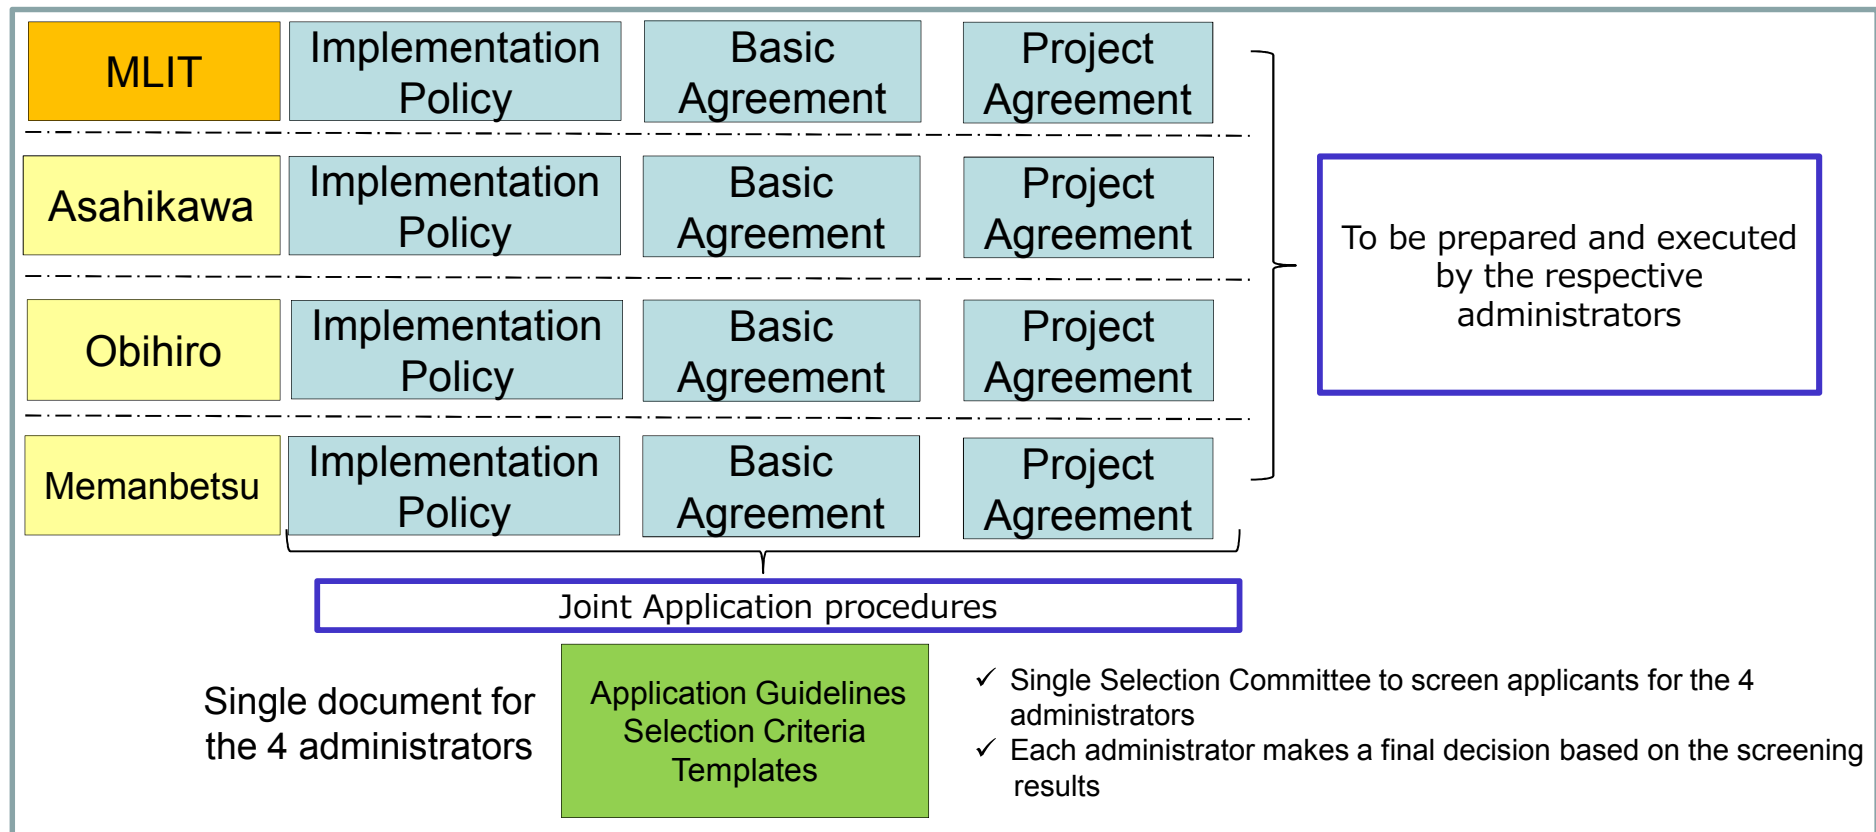 MLIT
Implementation
Policy
Basic
Agreement
Project
Agreement
Asahikawa
Implementation
Policy
Basic
Agreement
Project
Agreement
Obihiro
Implementation
Policy
Basic
Agreement
Project
Agreement
Memanbetsu
Implementation
Policy
Basic
Agreement
Project
Agreement
To be prepared and executed
by the respective
administrators
Joint Application procedures
Single document for
the 4 administrators
Application Guidelines
Selection Criteria
Templates
✓ Single Selection Committee to screen applicants for the 4
administrators
✓ Each administrator makes a final decision based on the screening
results